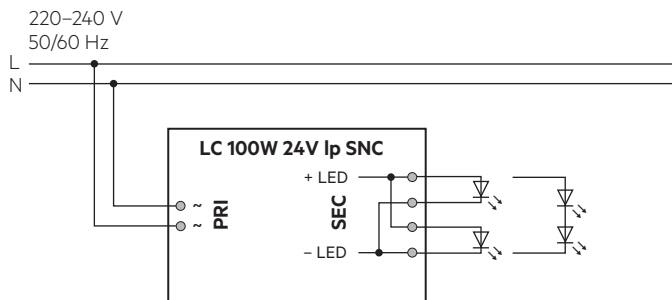 220–240 V
50/60 Hz
L
N
LC 100W 24V lp SNC
+ LED
~
PRI
SEC
~
– LED